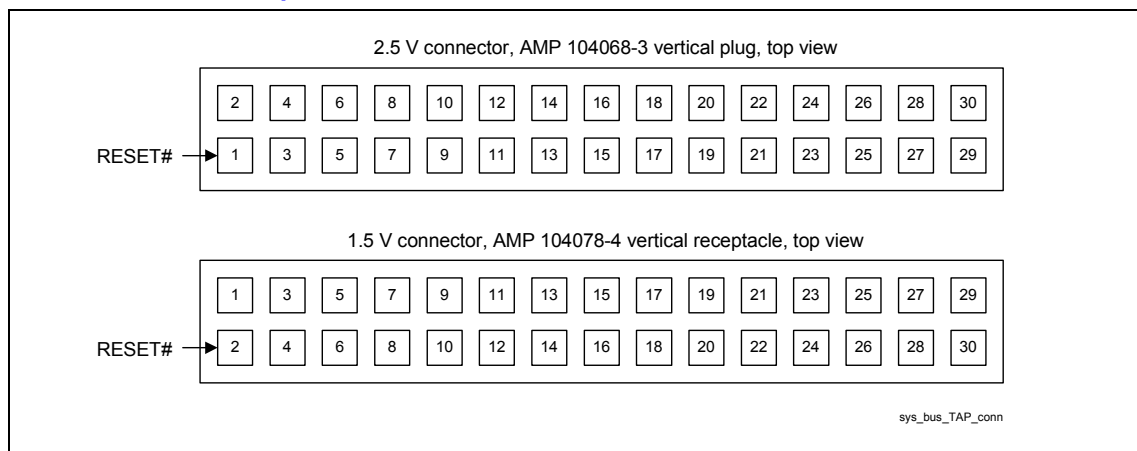 2.5 V connector, AMP 104068-3 vertical plug, top view
2 4 6 8 10 12 14 16 18 20 22 24 26 28 30
RESET# 1 3 5 7 9 11 13 15 17 19 21 23 25 27 29
1.5 V connector, AMP 104078-4 vertical receptacle, top view
1 3 5 7 9 11 13 15 17 19 21 23 25 27 29
RESET# 2 4 6 8 10 12 14 16 18 20 22 24 26 28 30
sys_bus_TAP_conn